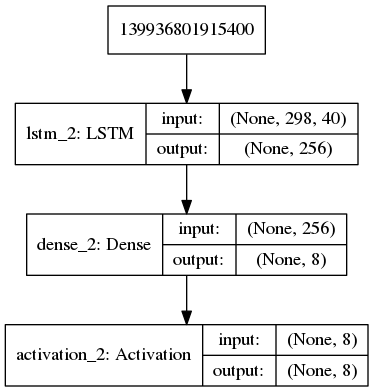 139936801915400
lstm_2: LSTM
input: (None, 298, 40)
output: (None, 256)
dense_2: Dense
input: (None, 256)
output: (None, 8)
activation_2: Activation
input: (None, 8)
output: (None, 8)